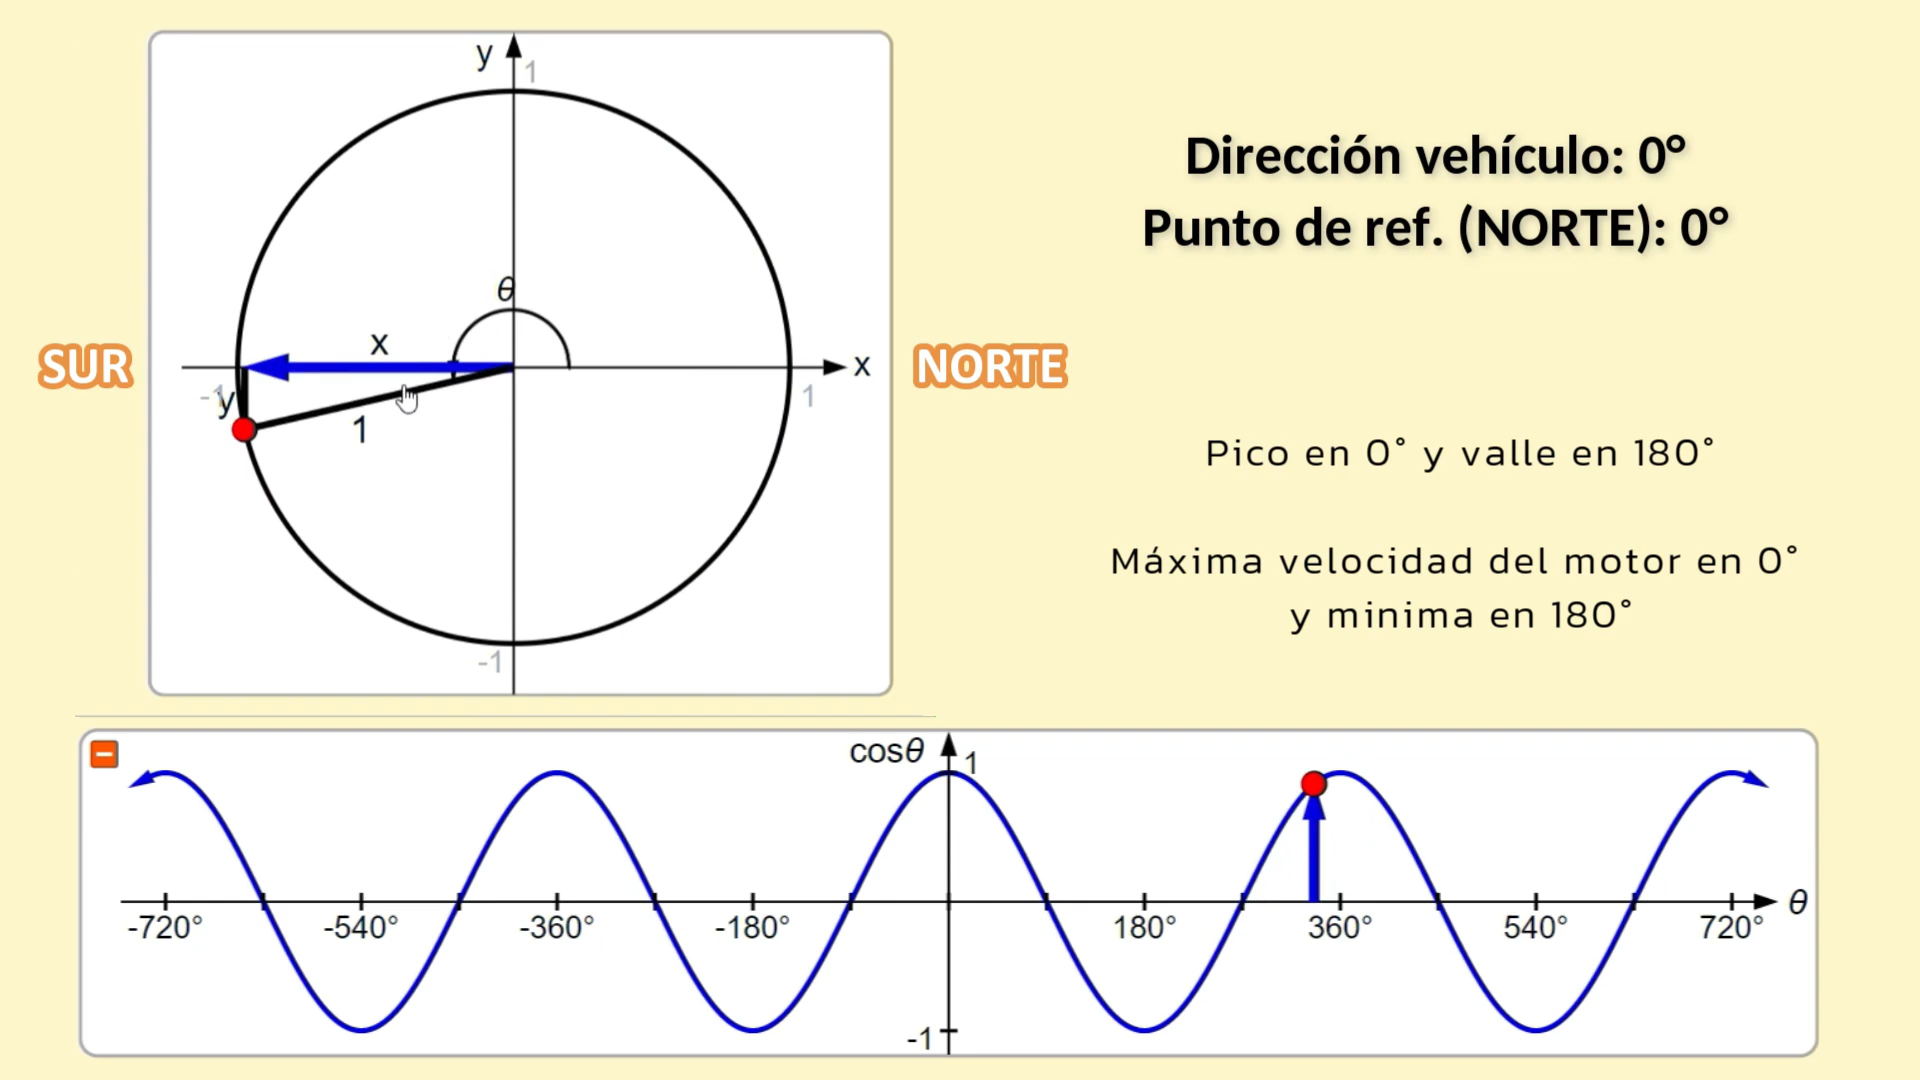 y
1
Dirección vehículo: 0°
Punto de ref. (NORTE): 0°
θ
x
SUR
x
NORTE
-1
y
1
1
Pico en 0° y valle en 180°
Máxima velocidad del motor en 0°
y minima en 180°
-1
cosθ
1
θ
-720°
-540°
-360°
-180°
180°
360°
540°
720°
-1